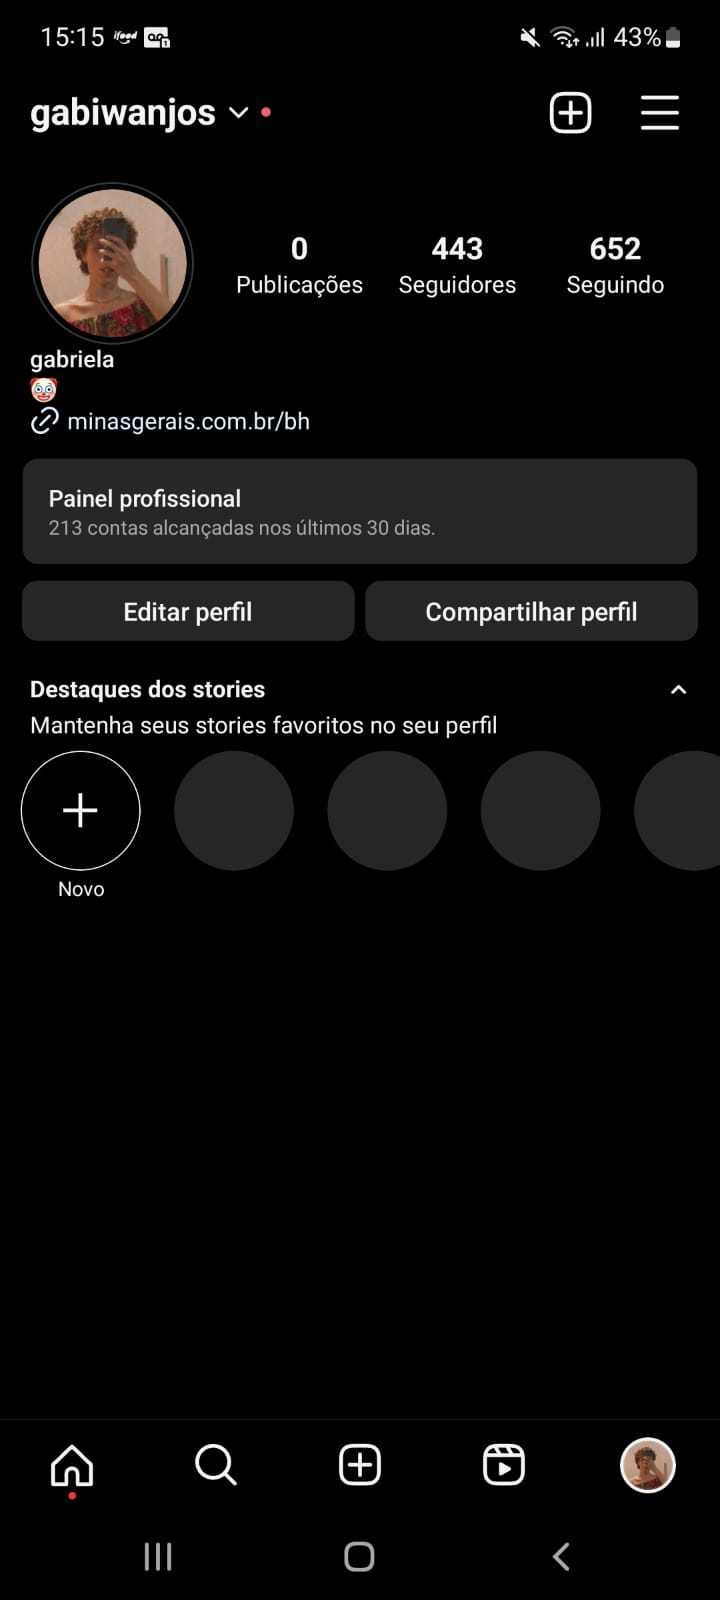 15:15 ifood 43%
gabiwanjos
0 443 652
Publicações Seguidores Seguindo
gabriela
🤡
minasgerais.com.br/bh
Painel profissional
213 contas alcançadas nos últimos 30 dias.
Editar perfil Compartilhar perfil
Destaques dos stories
Mantenha seus stories favoritos no seu perfil
Novo